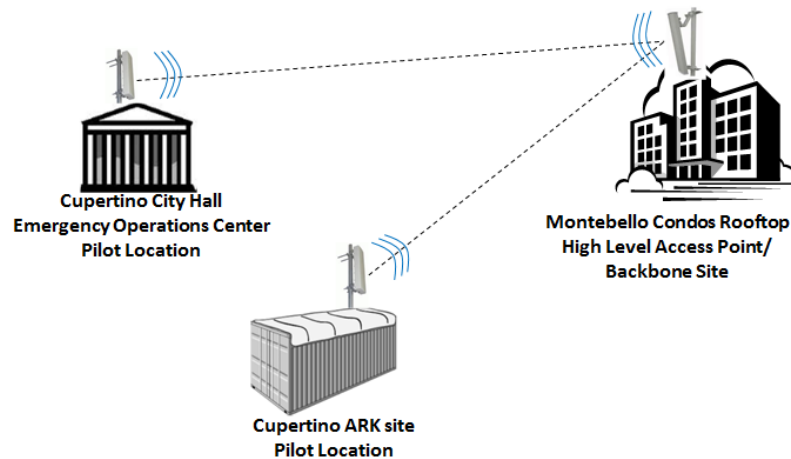 Cupertino City Hall
Emergency Operations Center
Pilot Location
Montebello Condos Rooftop
High Level Access Point/
Backbone Site
Cupertino ARK site
Pilot Location